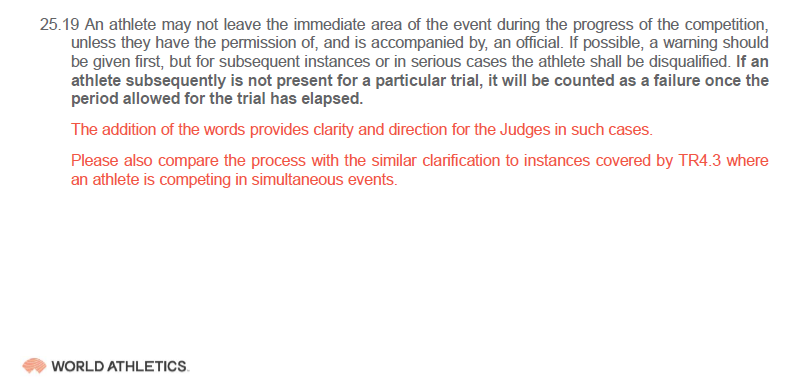 25.19 An athlete may not leave the immediate area of the event during the progress of the competition,
unless they have the permission of, and is accompanied by, an official. If possible, a warning should
be given first, but for subsequent instances or in serious cases the athlete shall be disqualified. If an
athlete subsequently is not present for a particular trial, it will be counted as a failure once the
period allowed for the trial has elapsed.
The addition of the words provides clarity and direction for the Judges in such cases.
Please also compare the process with the similar clarification to instances covered by TR4.3 where
an athlete is competing in simultaneous events.
WORLD ATHLETICS.